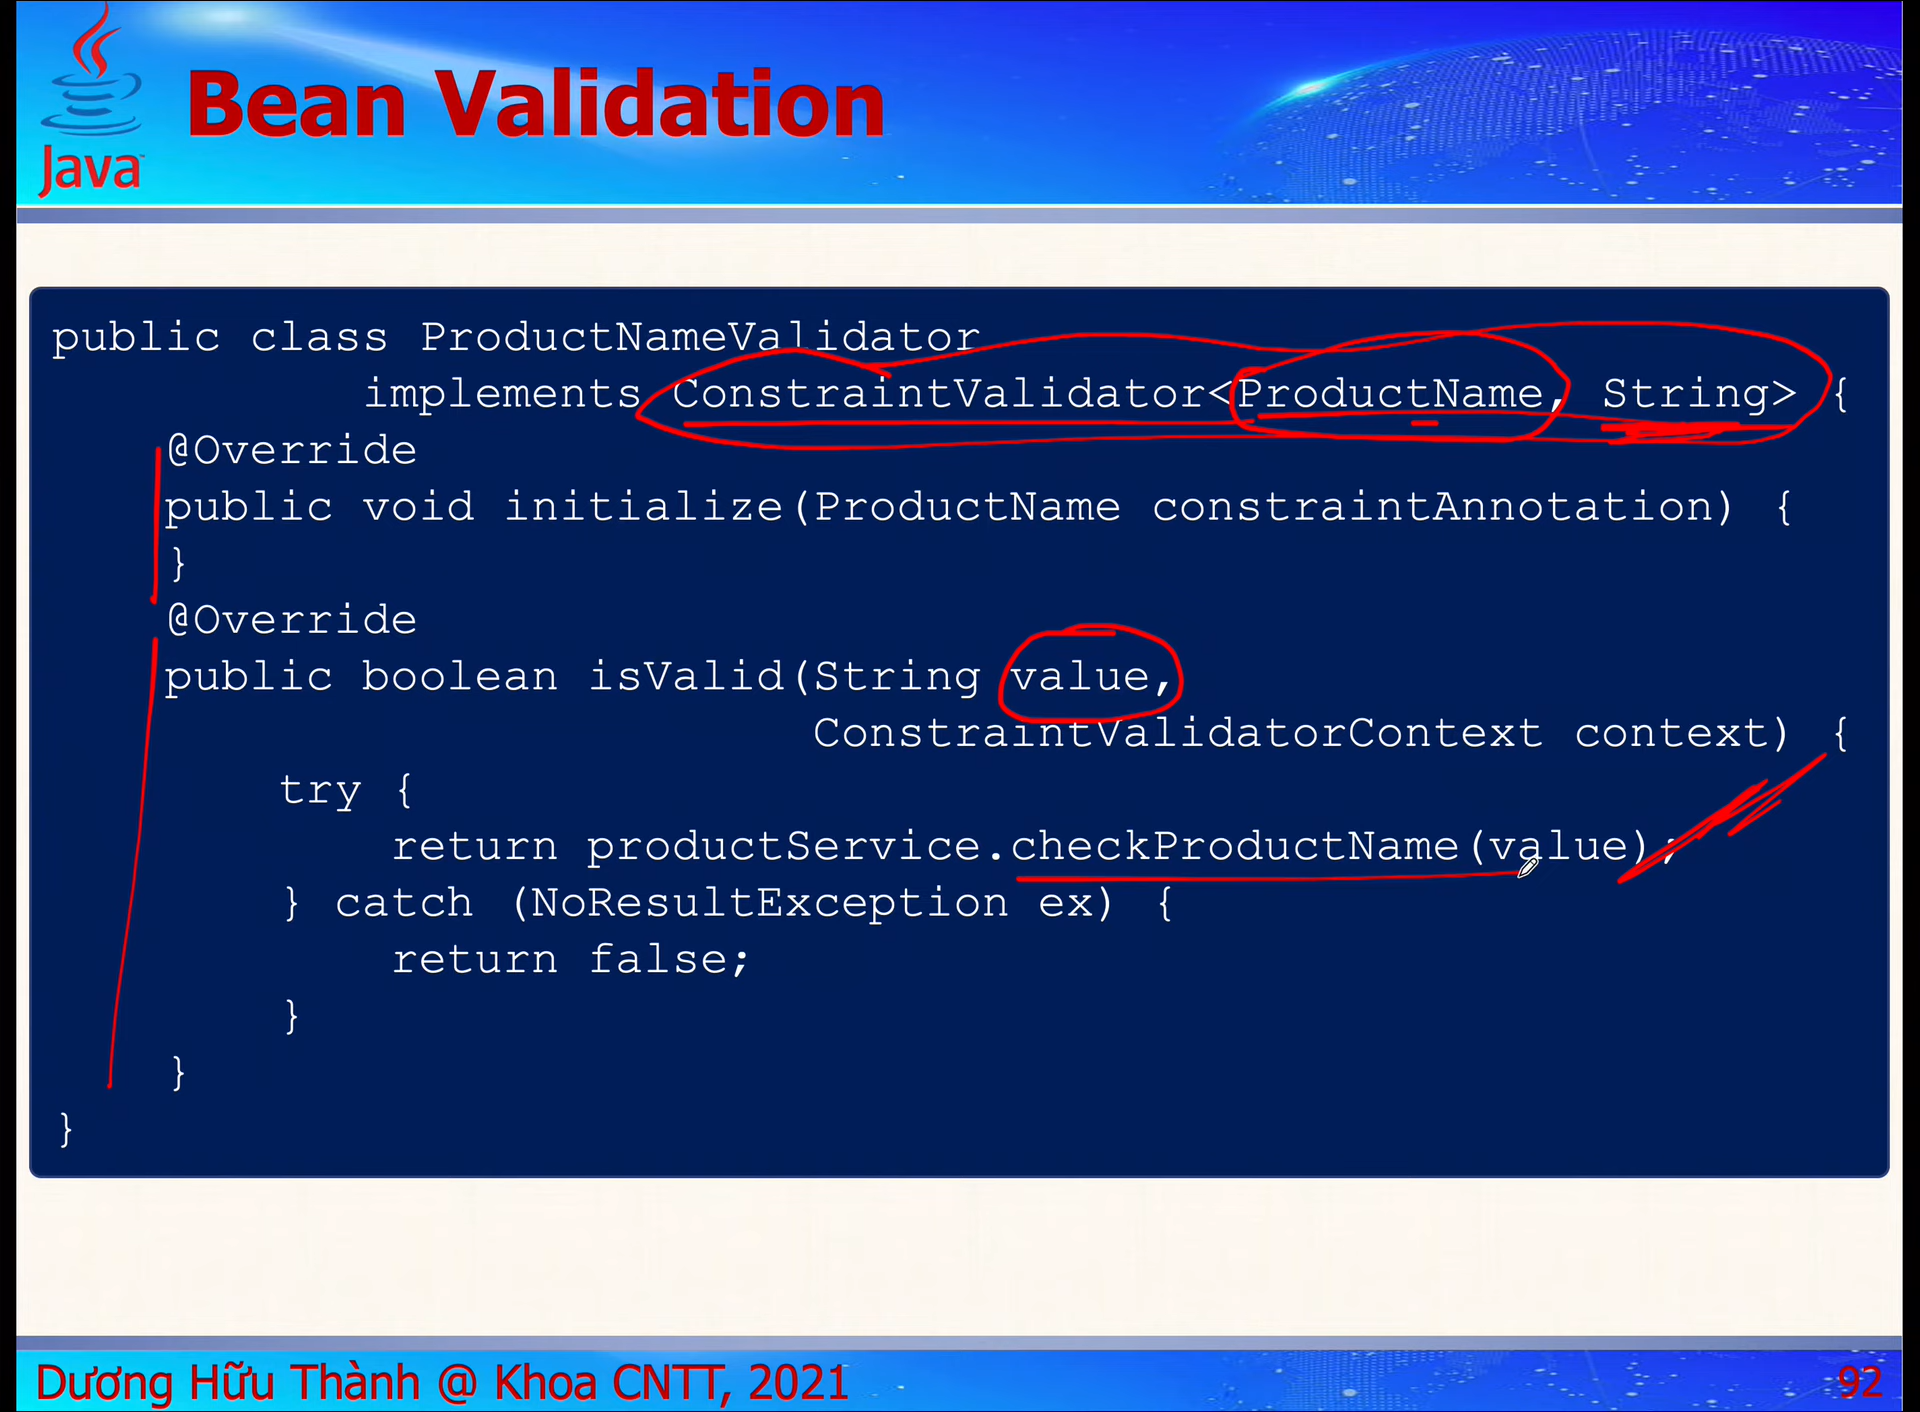 Java
Bean Validation
public class ProductNameValidator
implements ConstraintValidator<ProductName, String> {
@Override
public void initialize(ProductName constraintAnnotation) {
}
@Override
public boolean isValid(String value,
ConstraintValidatorContext context) {
try {
return productService.checkProductName(value);
} catch (NoResultException ex) {
return false;
}
}
}
Dương Hữu Thành @ Khoa CNTT, 2021
92